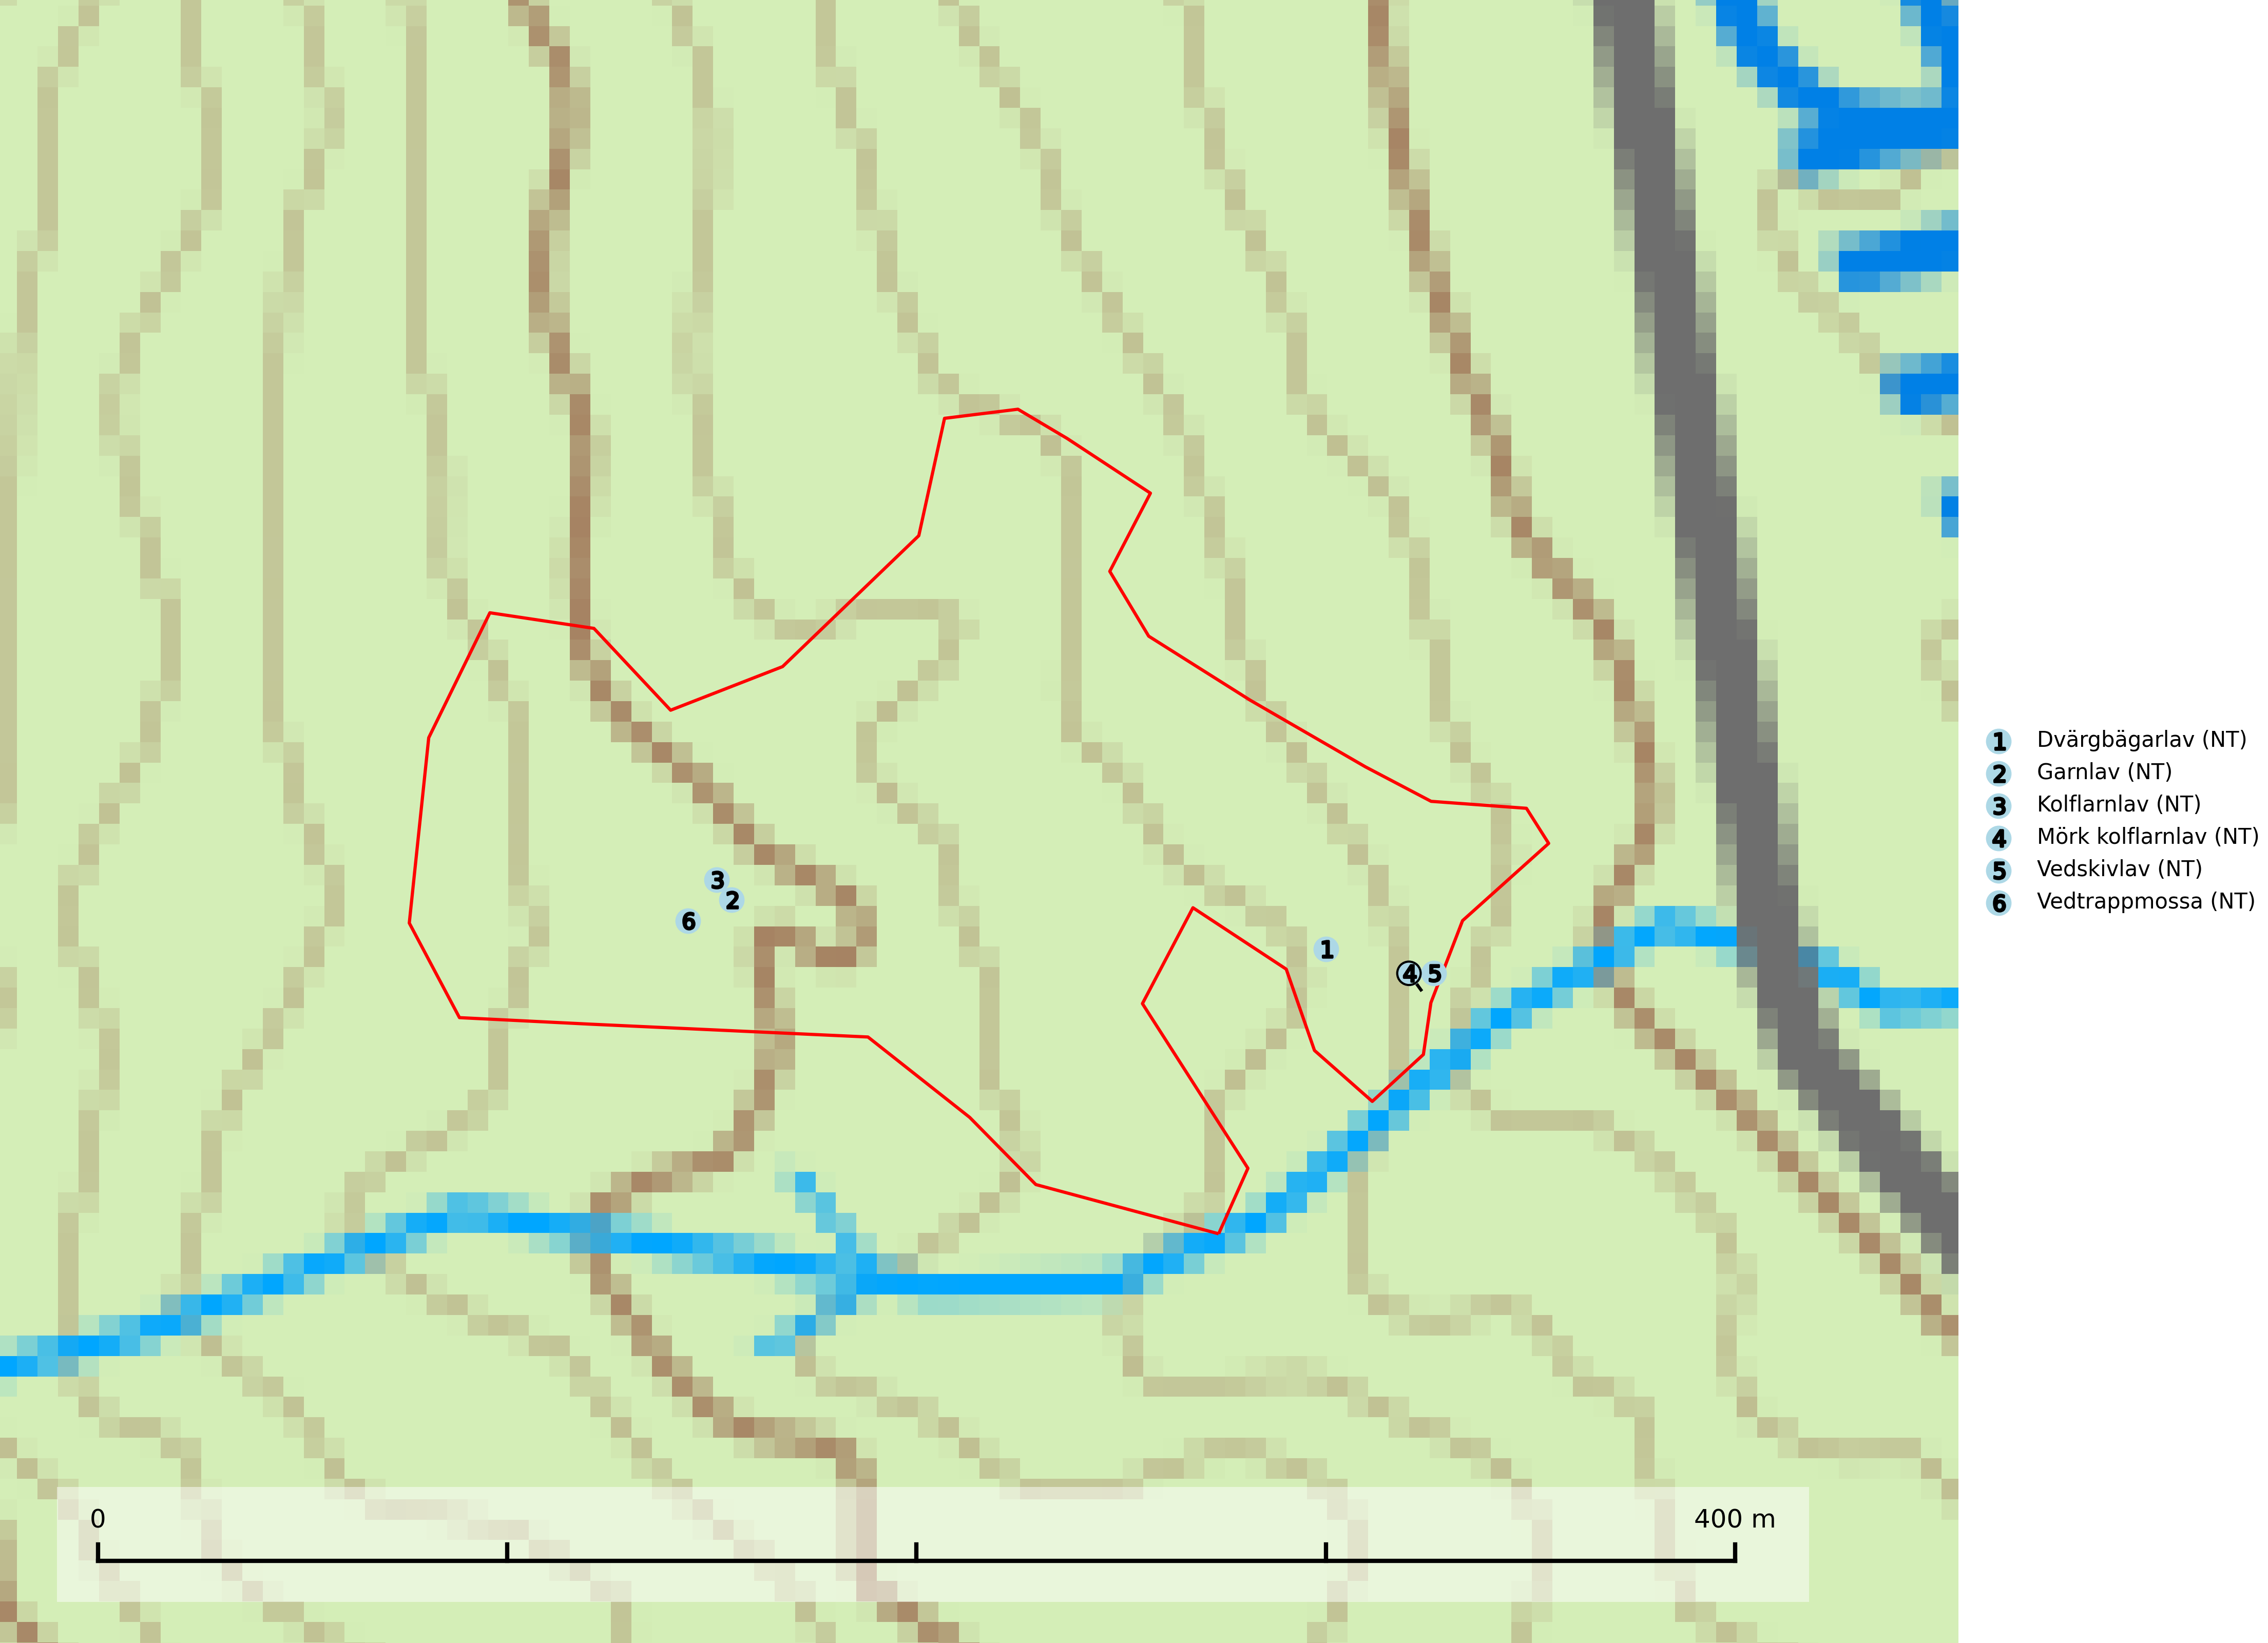 3
2
6
1
4 5
1 Dvärgbägarlav (NT)
2 Garnlav (NT)
3 Kolflarnlav (NT)
4 Mörk kolflarnlav (NT)
5 Vedskivlav (NT)
6 Vedtrappmossa (NT)
0 400 m